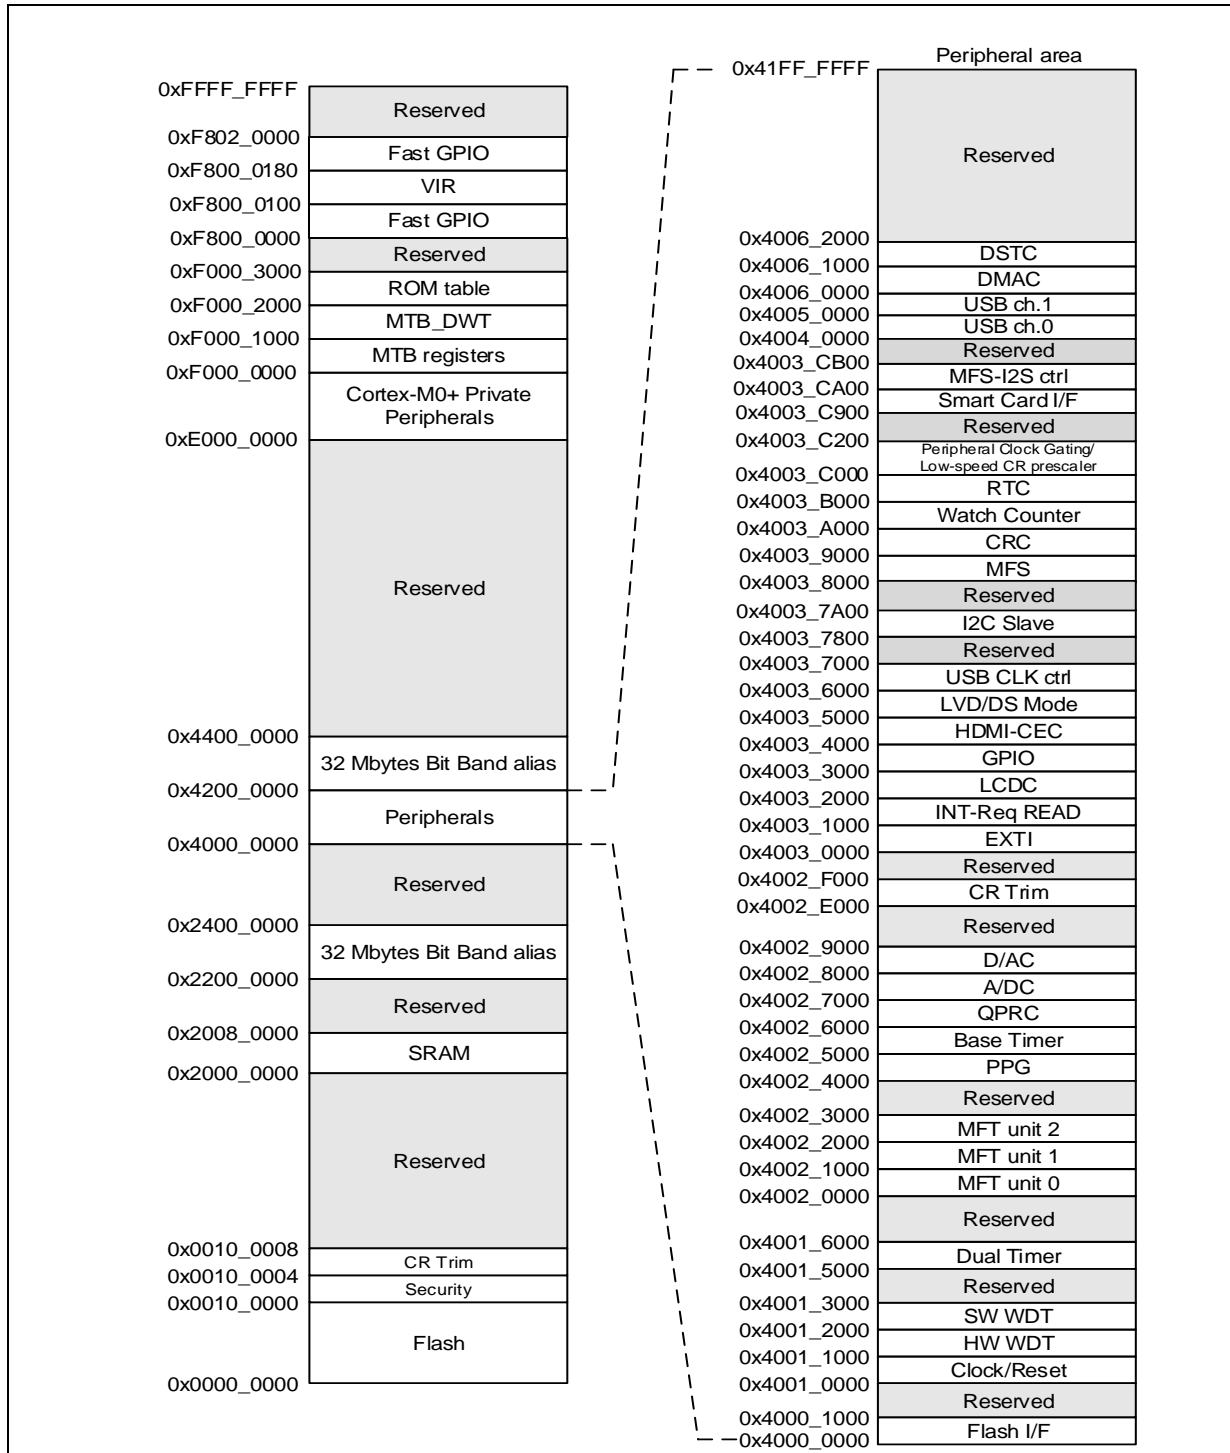 0xFFFF_FFFF
Reserved
0xF802_0000
Fast GPIO
0xF800_0180
VIR
0xF800_0100
Fast GPIO
0xF800_0000
Reserved
0xF000_3000
ROM table
0xF000_2000
MTB_DWT
0xF000_1000
MTB registers
0xF000_0000
Cortex-M0+ Private
Peripherals
0xE000_0000
Reserved
0x4400_0000
32 Mbytes Bit Band alias
0x4200_0000
Peripherals
0x4000_0000
Reserved
0x2400_0000
32 Mbytes Bit Band alias
0x2200_0000
Reserved
0x2008_0000
SRAM
0x2000_0000
Reserved
0x0010_0008
CR Trim
0x0010_0004
Security
0x0010_0000
Flash
0x0000_0000
Peripheral area
0x41FF_FFFF
Reserved
0x4006_2000
DSTC
0x4006_1000
DMAC
0x4006_0000
USB ch.1
0x4005_0000
USB ch.0
0x4004_0000
Reserved
0x4003_CB00
MFS-I2S ctrl
0x4003_CA00
Smart Card I/F
0x4003_C900
Reserved
0x4003_C200
Peripheral Clock Gating/
Low-speed CR prescaler
0x4003_C000
RTC
0x4003_B000
Watch Counter
0x4003_A000
CRC
0x4003_9000
MFS
0x4003_8000
Reserved
0x4003_7A00
I2C Slave
0x4003_7800
Reserved
0x4003_7000
USB CLK ctrl
0x4003_6000
LVD/DS Mode
0x4003_5000
HDMI-CEC
0x4003_4000
GPIO
0x4003_3000
LCDC
0x4003_2000
INT-Req READ
0x4003_1000
EXTI
0x4003_0000
Reserved
0x4002_F000
CR Trim
0x4002_E000
Reserved
0x4002_9000
D/AC
0x4002_8000
A/DC
0x4002_7000
QPRC
0x4002_6000
Base Timer
0x4002_5000
PPG
0x4002_4000
Reserved
0x4002_3000
MFT unit 2
0x4002_2000
MFT unit 1
0x4002_1000
MFT unit 0
0x4002_0000
Reserved
0x4001_6000
Dual Timer
0x4001_5000
Reserved
0x4001_3000
SW WDT
0x4001_2000
HW WDT
0x4001_1000
Clock/Reset
0x4001_0000
Reserved
0x4000_1000
Flash I/F
0x4000_0000